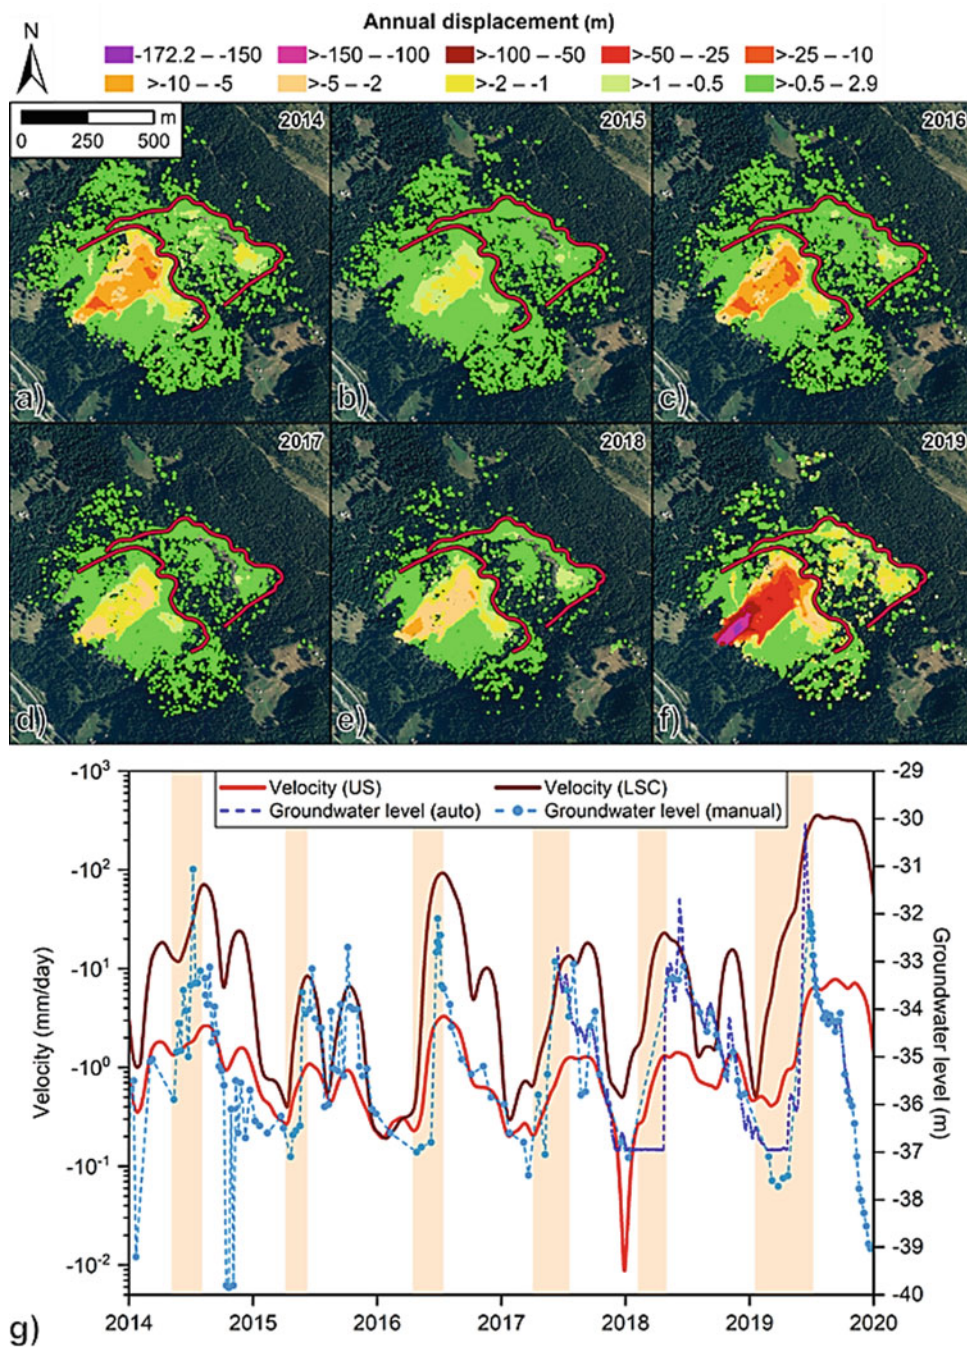 Annual displacement (m)
N
-172.2 – -150 >-150 – -100 >-100 – -50 >-50 – -25 >-25 – -10
>-10 – -5 >-5 – -2 >-2 – -1 >-1 – -0.5 >-0.5 – 2.9
m
0 250 500
2014 2015 2016
a) b) c)
2017 2018 2019
d) e) f)
Velocity (US) Velocity (LSC)
Groundwater level (auto) Groundwater level (manual)
-10³
-10²
-10¹
-10⁰
-10⁻¹
-10⁻²
Velocity (mm/day)
-29
-30
-31
-32
-33
-34
-35
-36
-37
-38
-39
-40
Groundwater level (m)
2014 2015 2016 2017 2018 2019 2020
g)